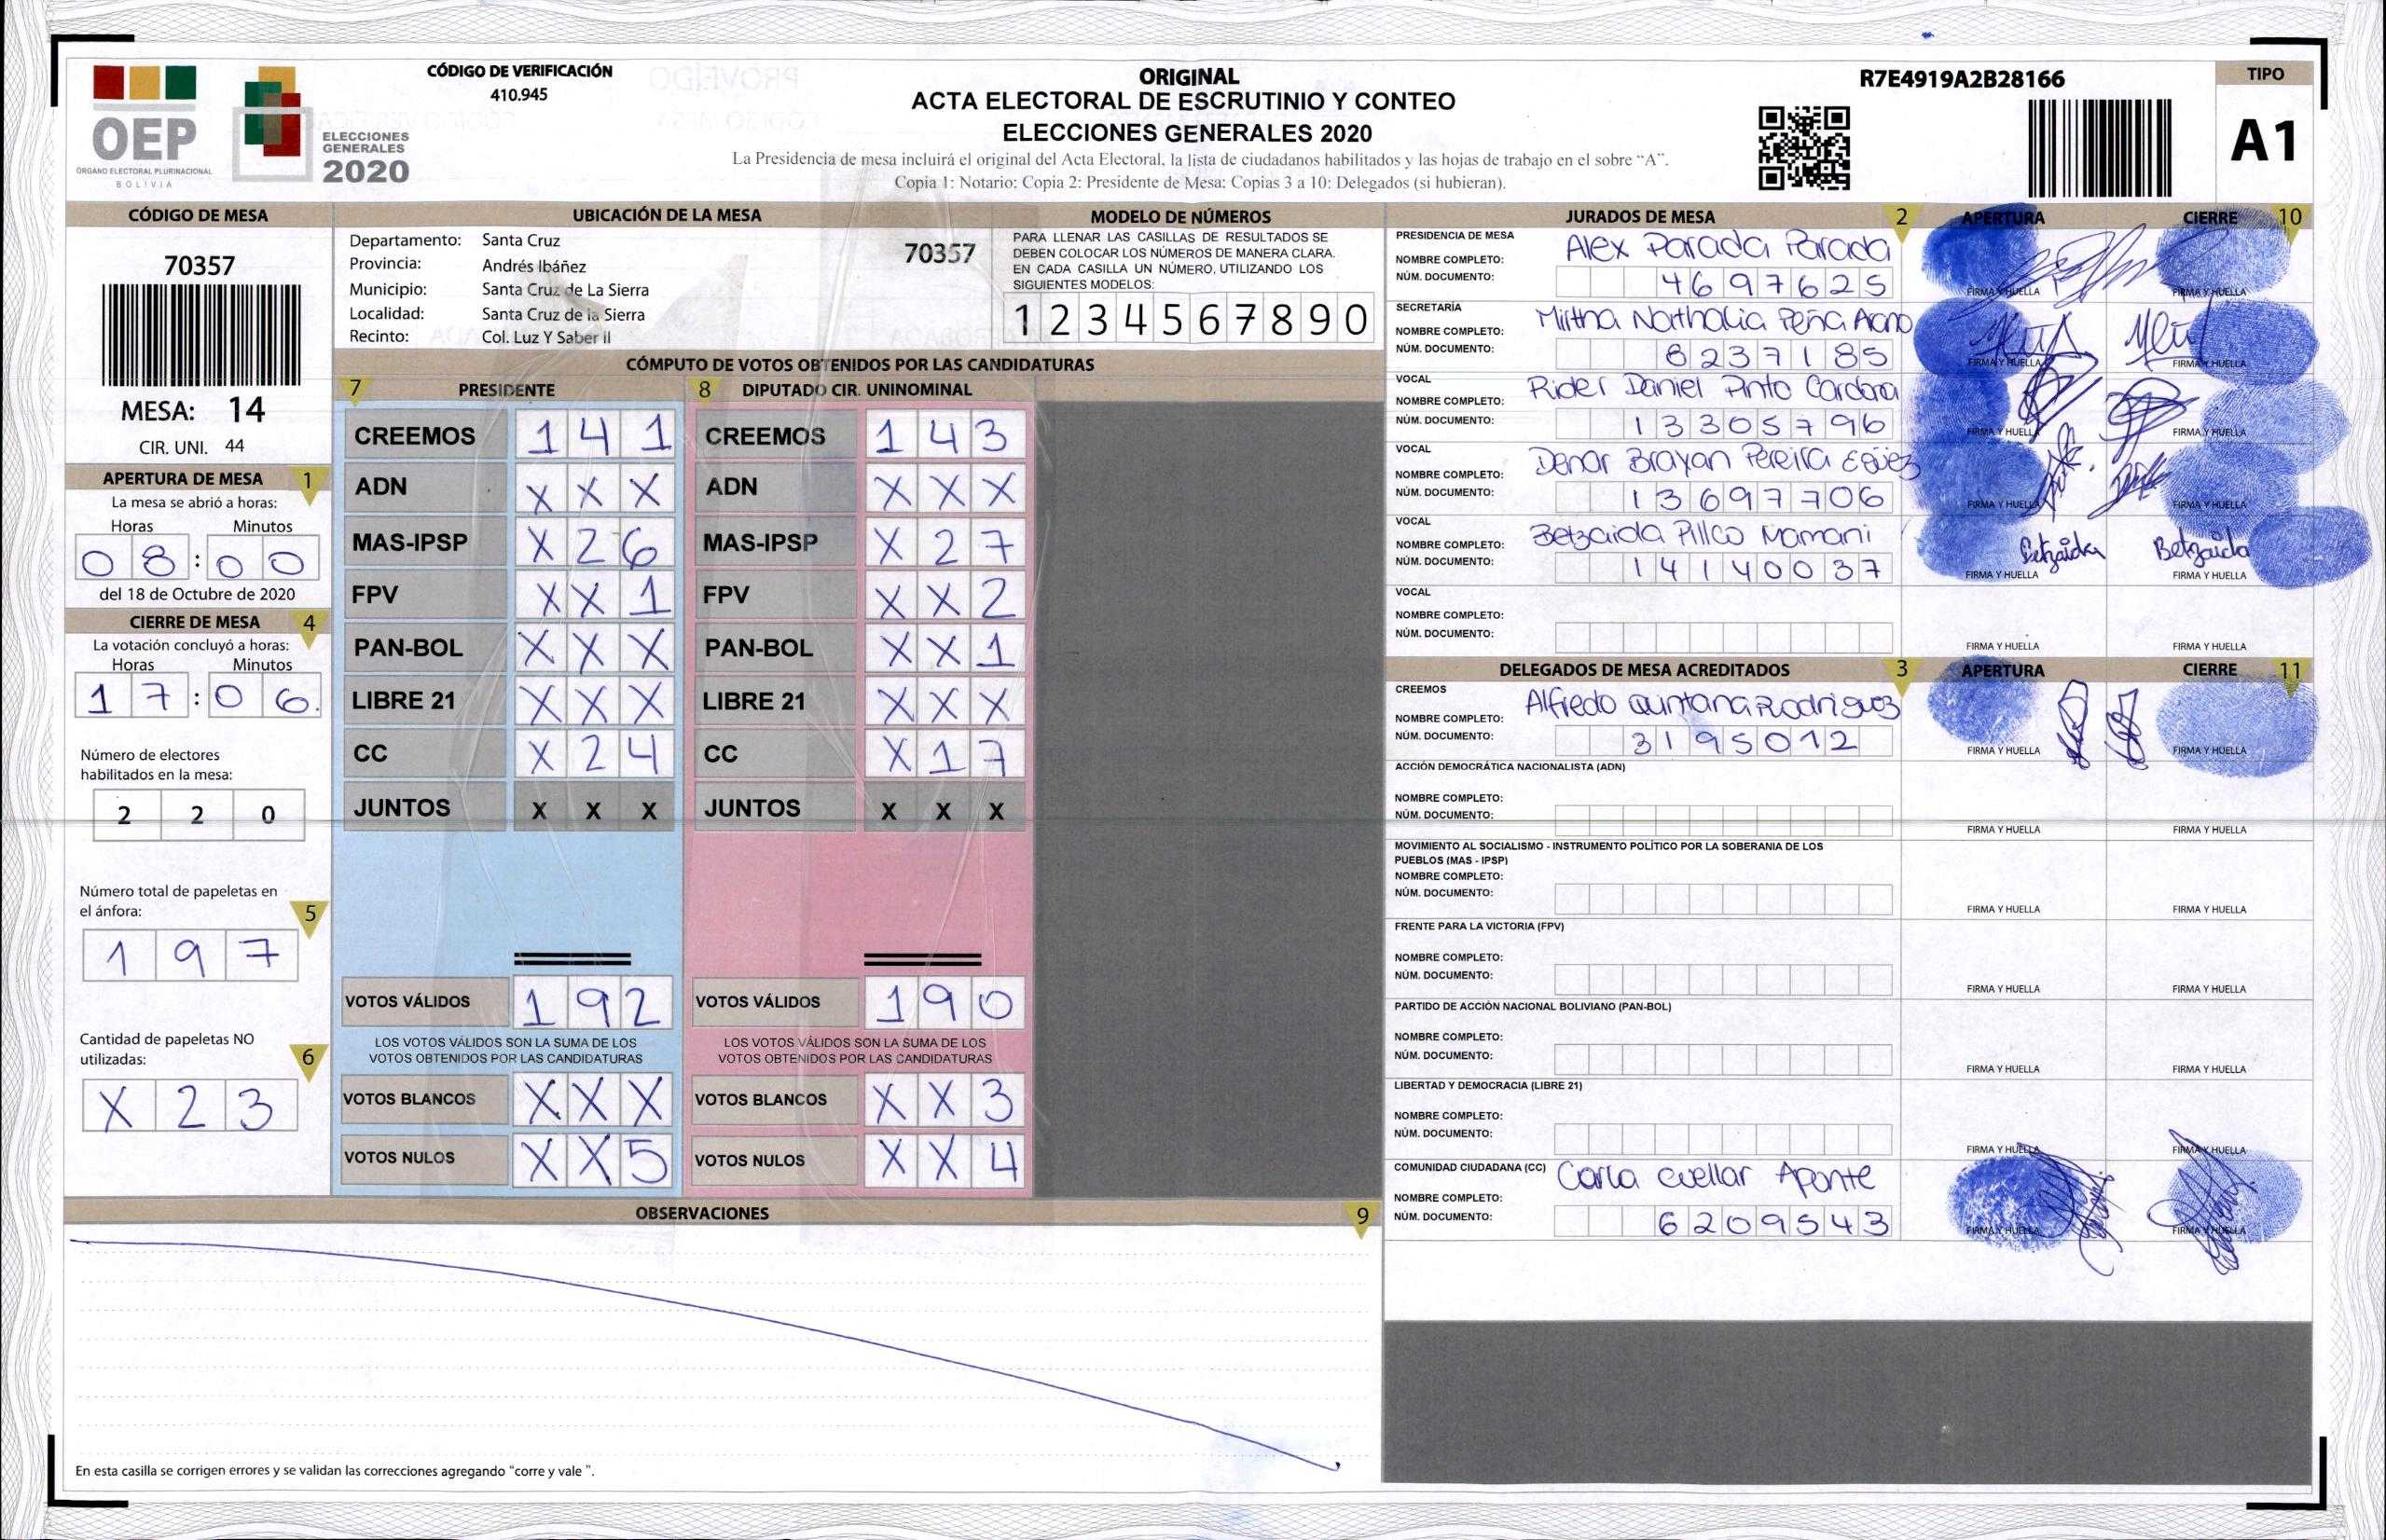 CÓDIGO DE VERIFICACIÓN
410.945
OEP
ÓRGANO ELECTORAL PLURINACIONAL
BOLIVIA
ELECCIONES
GENERALES
2020
ORIGINAL
ACTA ELECTORAL DE ESCRUTINIO Y CONTEO
ELECCIONES GENERALES 2020
La Presidencia de mesa incluirá el original del Acta Electoral, la lista de ciudadanos habilitados y las hojas de trabajo en el sobre “A”.
Copia 1: Notario: Copia 2: Presidente de Mesa: Copias 3 a 10: Delegados (si hubieran).
R7E4919A2B28166
TIPO
A1
CÓDIGO DE MESA
70357
MESA: 14
CIR. UNI. 44
APERTURA DE MESA 1
La mesa se abrió a horas:
Horas Minutos
08:00
del 18 de Octubre de 2020
CIERRE DE MESA 4
La votación concluyó a horas:
Horas Minutos
17:06.
Número de electores
habilitados en la mesa:
2 2 0
Número total de papeletas en
el ánfora: 5
1 9 7
Cantidad de papeletas NO
utilizadas: 6
X 2 3
UBICACIÓN DE LA MESA
Departamento: Santa Cruz 70357
Provincia: Andrés Ibáñez
Municipio: Santa Cruz de La Sierra
Localidad: Santa Cruz de la Sierra
Recinto: Col. Luz Y Saber II
MODELO DE NÚMEROS
PARA LLENAR LAS CASILLAS DE RESULTADOS SE
DEBEN COLOCAR LOS NÚMEROS DE MANERA CLARA.
EN CADA CASILLA UN NÚMERO, UTILIZANDO LOS
SIGUIENTES MODELOS:
1 2 3 4 5 6 7 8 9 0
CÓMPUTO DE VOTOS OBTENIDOS POR LAS CANDIDATURAS
7 PRESIDENTE 8 DIPUTADO CIR. UNINOMINAL
CREEMOS 1 4 1 CREEMOS 1 4 3
ADN X X X ADN X X X
MAS-IPSP X 2 6 MAS-IPSP X 2 7
FPV X X 1 FPV X X 2
PAN-BOL X X X PAN-BOL X X 1
LIBRE 21 X X X LIBRE 21 X X X
CC X 2 4 CC X 1 7
JUNTOS X X X JUNTOS X X X
VOTOS VÁLIDOS 1 9 2 VOTOS VÁLIDOS 1 9 0
LOS VOTOS VÁLIDOS SON LA SUMA DE LOS LOS VOTOS VÁLIDOS SON LA SUMA DE LOS
VOTOS OBTENIDOS POR LAS CANDIDATURAS VOTOS OBTENIDOS POR LAS CANDIDATURAS
VOTOS BLANCOS X X X VOTOS BLANCOS X X 3
VOTOS NULOS X X 5 VOTOS NULOS X X 4
OBSERVACIONES 9
En esta casilla se corrigen errores y se validan las correcciones agregando “corre y vale ”.
JURADOS DE MESA 2 APERTURA CIERRE 10
PRESIDENCIA DE MESA
NOMBRE COMPLETO: Alex Parada Parada
NÚM. DOCUMENTO: 4697625 FIRMA Y HUELLA FIRMA Y HUELLA
SECRETARÍA
NOMBRE COMPLETO: Mirtha Nathalia Peña
NÚM. DOCUMENTO: 8237185 FIRMA Y HUELLA FIRMA Y HUELLA
VOCAL
NOMBRE COMPLETO: Rider Daniel Pinto
NÚM. DOCUMENTO: 13305796 FIRMA Y HUELLA FIRMA Y HUELLA
VOCAL
NOMBRE COMPLETO: Denar Brayan Pereira Egüez
NÚM. DOCUMENTO: 13697706 FIRMA Y HUELLA FIRMA Y HUELLA
VOCAL
NOMBRE COMPLETO: Betzaida Pillco Mamani Betzaida Betzaida
NÚM. DOCUMENTO: 14140037 FIRMA Y HUELLA FIRMA Y HUELLA
VOCAL
NOMBRE COMPLETO:
NÚM. DOCUMENTO: FIRMA Y HUELLA FIRMA Y HUELLA
DELEGADOS DE MESA ACREDITADOS 3 APERTURA CIERRE 11
CREEMOS
NOMBRE COMPLETO: Alfredo Quintana Rodriguez
NÚM. DOCUMENTO: 3195012 FIRMA Y HUELLA FIRMA Y HUELLA
ACCIÓN DEMOCRÁTICA NACIONALISTA (ADN)
NOMBRE COMPLETO:
NÚM. DOCUMENTO: FIRMA Y HUELLA FIRMA Y HUELLA
MOVIMIENTO AL SOCIALISMO - INSTRUMENTO POLÍTICO POR LA SOBERANIA DE LOS
PUEBLOS (MAS - IPSP)
NOMBRE COMPLETO:
NÚM. DOCUMENTO: FIRMA Y HUELLA FIRMA Y HUELLA
FRENTE PARA LA VICTORIA (FPV)
NOMBRE COMPLETO:
NÚM. DOCUMENTO: FIRMA Y HUELLA FIRMA Y HUELLA
PARTIDO DE ACCIÓN NACIONAL BOLIVIANO (PAN-BOL)
NOMBRE COMPLETO:
NÚM. DOCUMENTO: FIRMA Y HUELLA FIRMA Y HUELLA
LIBERTAD Y DEMOCRACIA (LIBRE 21)
NOMBRE COMPLETO:
NÚM. DOCUMENTO: FIRMA Y HUELLA FIRMA Y HUELLA
COMUNIDAD CIUDADANA (CC)
NOMBRE COMPLETO: Carla Cuellar Aponte
NÚM. DOCUMENTO: 6209543 FIRMA Y HUELLA FIRMA Y HUELLA